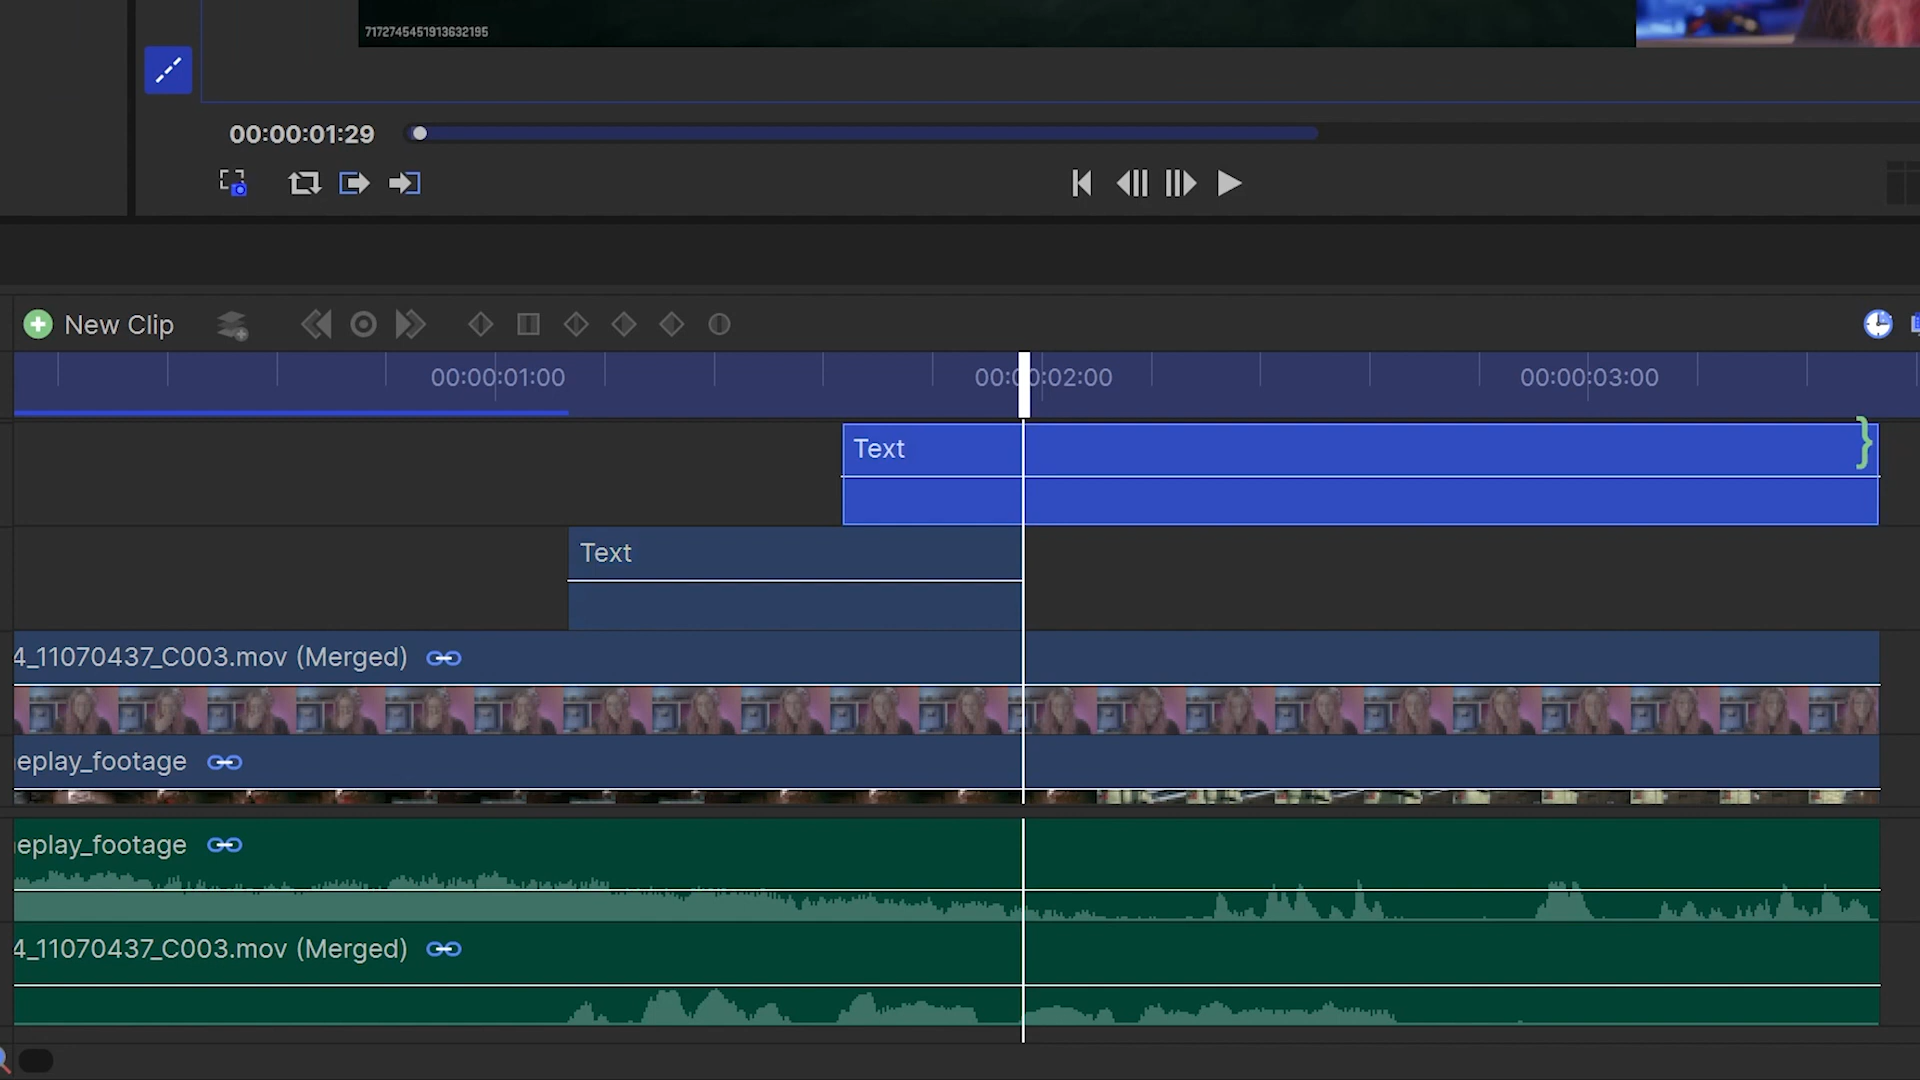 7172745451913632195
00:00:01:29
New Clip
00:00:01:00
00:00:02:00
00:00:03:00
Text
Text
4_11070437_C003.mov (Merged)
eplay_footage
eplay_footage
4_11070437_C003.mov (Merged)